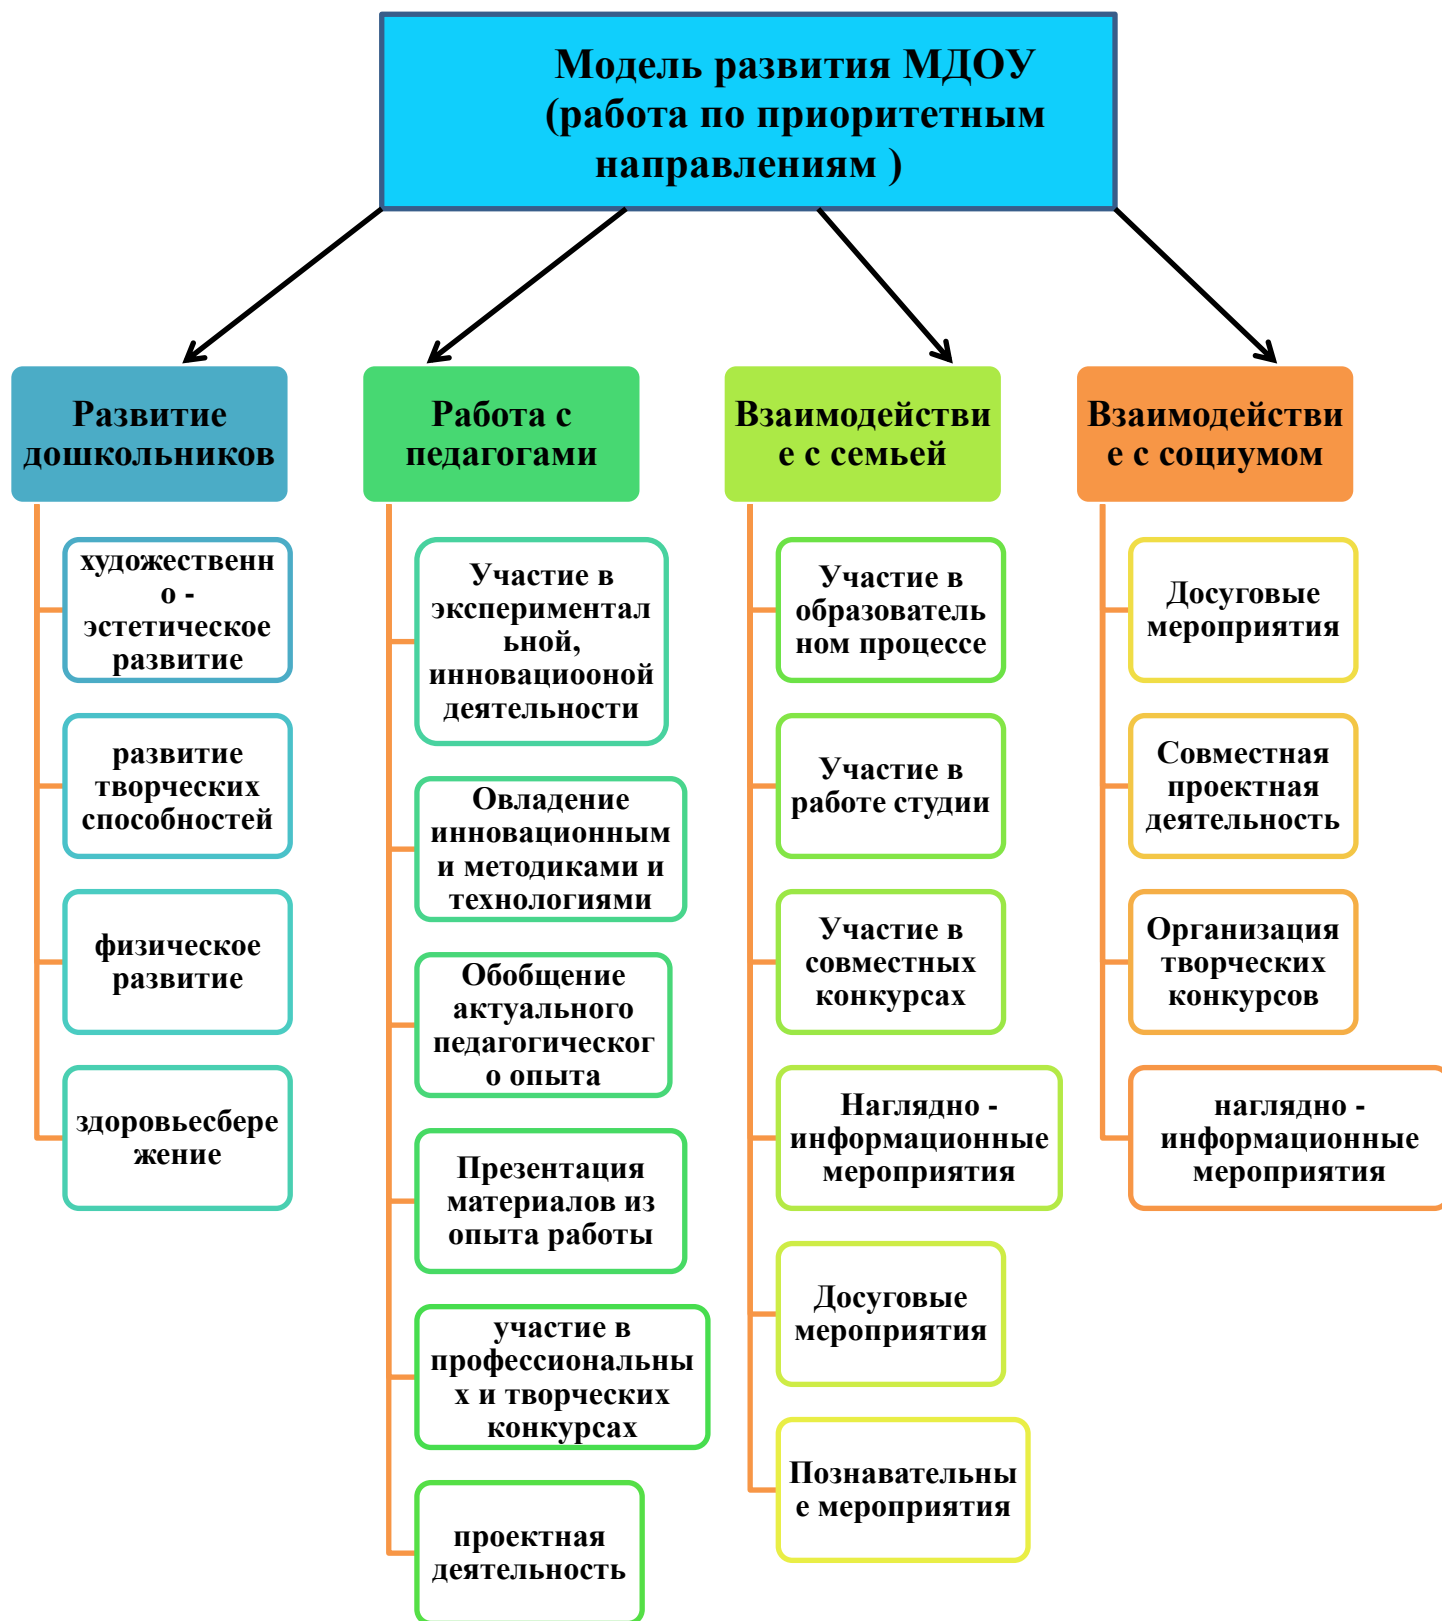 Модель развития МДОУ
(работа по приоритетным
направлениям )
Развитие
дошкольников
художественн
о -
эстетическое
развитие
развитие
творческих
способностей
физическое
развитие
здоровьесбере
жение
Работа с
педагогами
Участие в
эксперименталь
ьной,
инновациооной
деятельности
Овладение
инновационным
и методиками и
технологиями
Обобщение
актуального
педагогическог
о опыта
Презентация
материалов из
опыта работы
участие в
профессиональны
х и творческих
конкурсах
проектная
деятельность
Взаимодействи
е с семьей
Участие в
образователь
ном процессе
Участие в
работе студии
Участие в
совместных
конкурсах
Наглядно -
информационные
мероприятия
Досуговые
мероприятия
Познавательны
е мероприятия
Взаимодействи
е с социумом
Досуговые
мероприятия
Совместная
проектная
деятельность
Организация
творческих
конкурсов
наглядно -
информационные
мероприятия